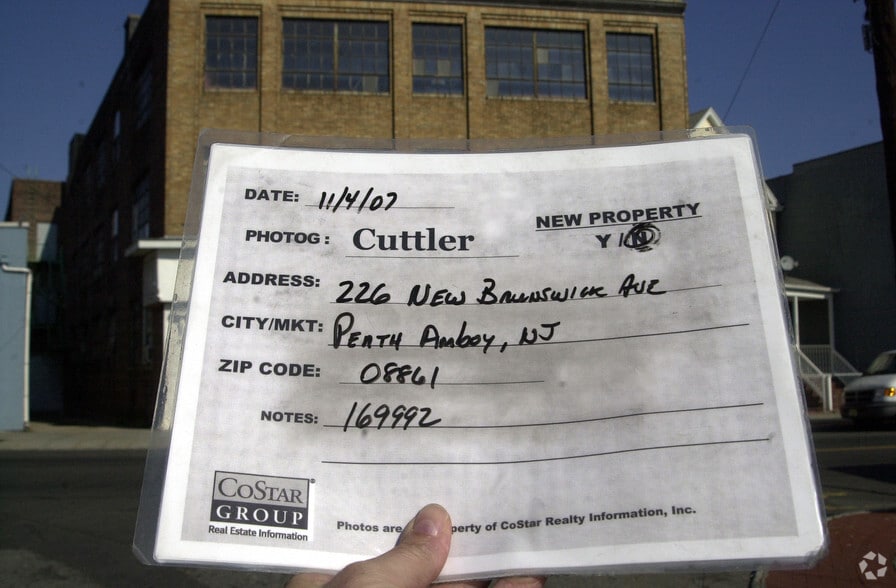 DATE: 11/4/07
PHOTOG: Cuttler
NEW PROPERTY
Y / N
ADDRESS: 226 NEW BRUNSWICK AVE
CITY/MKT: PERTH AMBOY, NJ
ZIP CODE: 08861
NOTES: 169992
COSTAR
GROUP
Real Estate Information
Photos are perty of CoStar Realty Information, Inc.